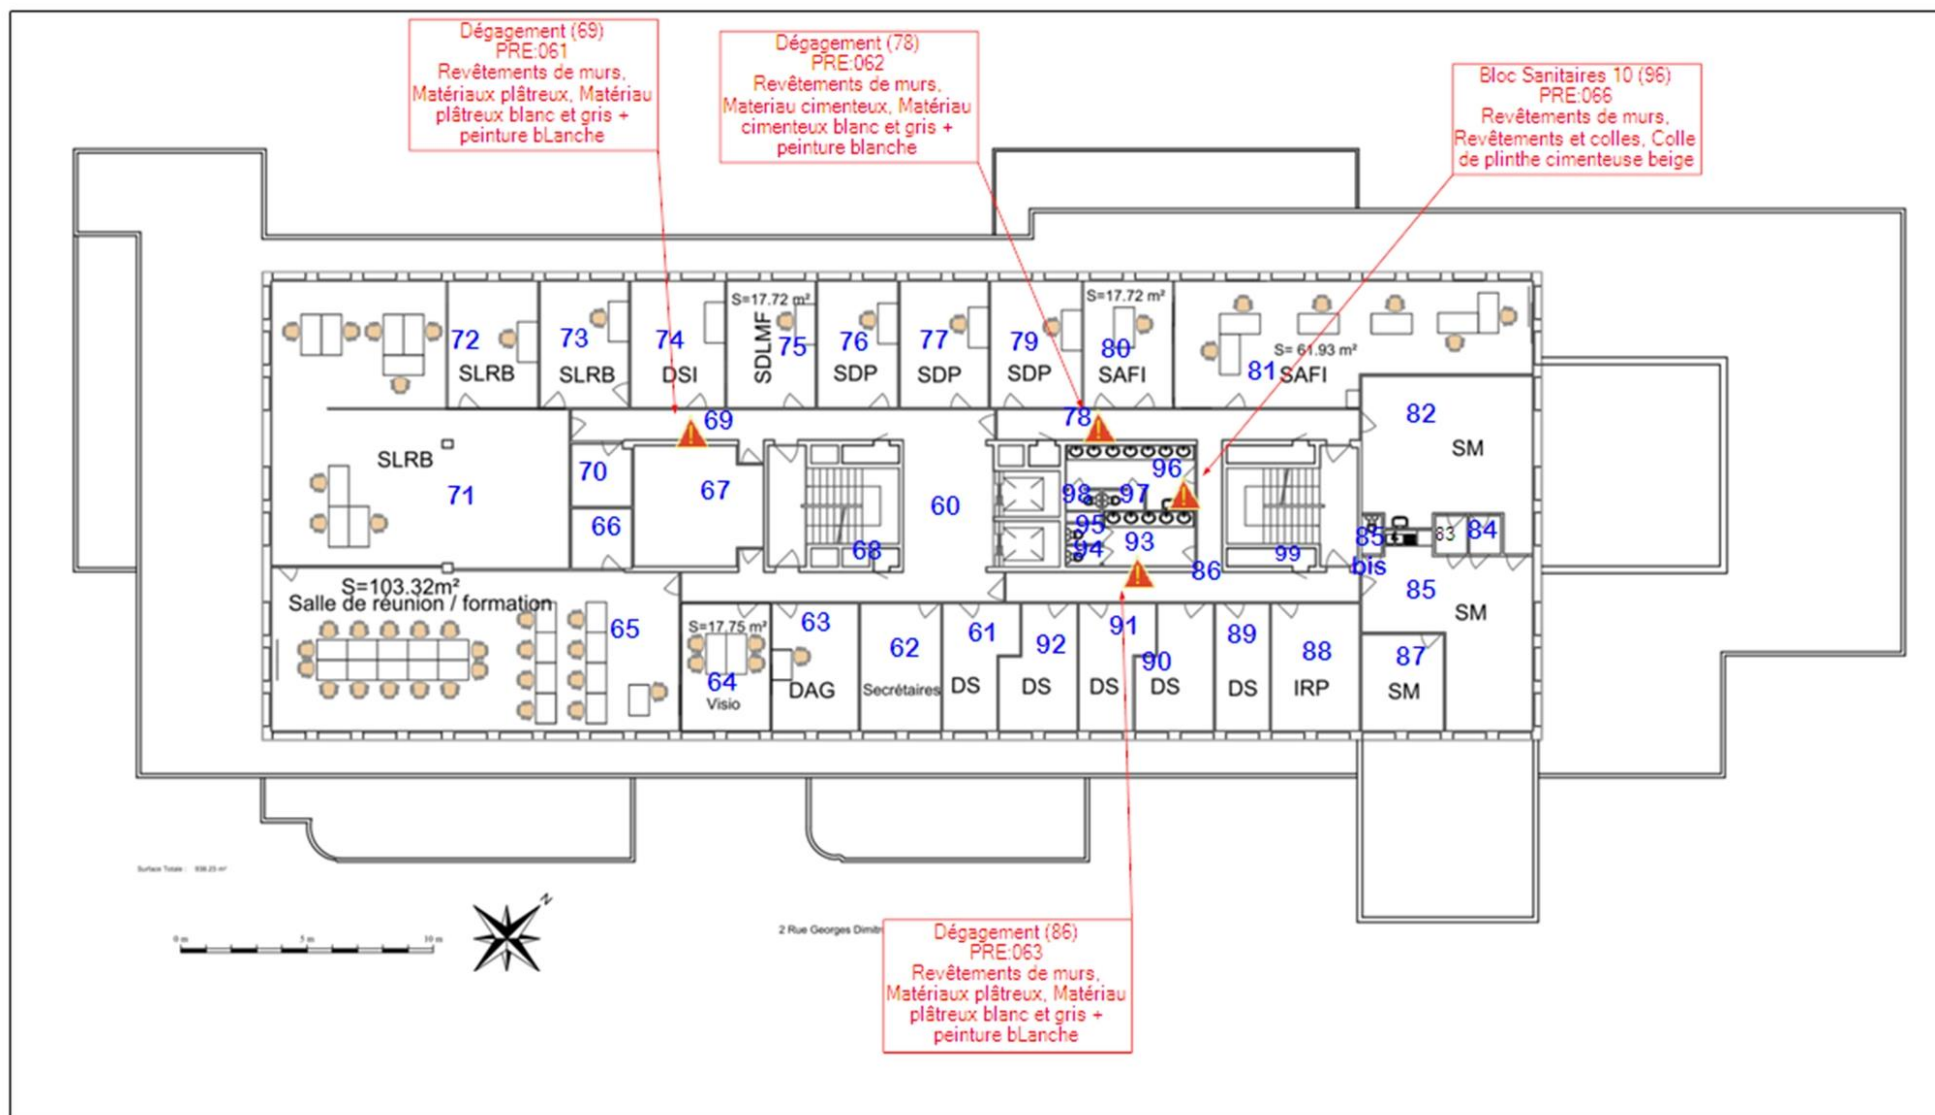 Dégagement (69)
PRE:061
Revêtements de murs,
Matériaux plâtreux, Matériau
plâtreux blanc et gris +
peinture bLanche
Dégagement (78)
PRE:062
Revêtements de murs,
Materiau cimenteux, Matériau
cimenteux blanc et gris +
peinture blanche
Bloc Sanitaires 10 (96)
PRE:066
Revêtements de murs,
Revêtements et colles, Colle
de plinthe cimenteuse beige
72
SLRB
73
SLRB
74
DSI
S=17.72 m²
SDLMF
75
76
SDP
77
SDP
79
SDP
S=17.72 m²
80
SAFI
S= 61.93 m²
81
SAFI
69
78
82
SM
SLRB
71
70
66
67
68
60
96
98
97
95
94
93
86
99
85
bis
83
84
85
SM
87
SM
S=103.32m²
Salle de réunion / formation
65
S=17.75 m²
64
Visio
63
DAG
62
Secrétaires
61
DS
92
DS
91
DS
90
DS
89
DS
88
IRP
Surface Totale :
N
0 m
5 m
10 m
2 Rue Georges Dimitr
Dégagement (86)
PRE:063
Revêtements de murs,
Matériaux plâtreux, Matériau
plâtreux blanc et gris +
peinture bLanche